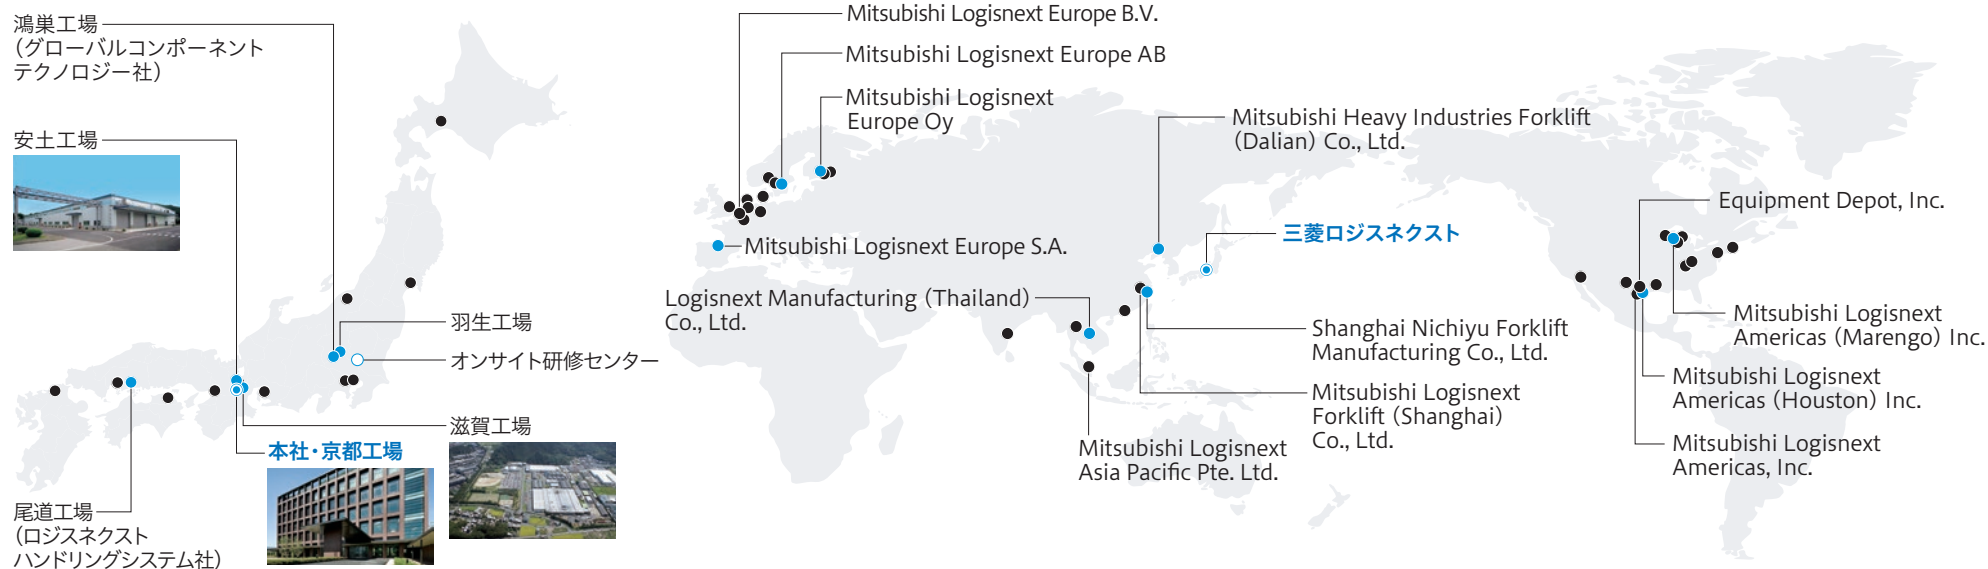 鴻巣工場
（グローバルコンポーネント
テクノロジー社）
安土工場
羽生工場
オンサイト研修センター
滋賀工場
本社・京都工場
尾道工場
（ロジスネクスト
ハンドリングシステム社）
Mitsubishi Logisnext Europe B.V.
Mitsubishi Logisnext Europe AB
Mitsubishi Logisnext
Europe Oy
Mitsubishi Logisnext Europe S.A.
Logisnext Manufacturing (Thailand)
Co., Ltd.
Mitsubishi Heavy Industries Forklift
(Dalian) Co., Ltd.
三菱ロジスネクスト
Shanghai Nichiyu Forklift
Manufacturing Co., Ltd.
Mitsubishi Logisnext
Forklift (Shanghai)
Co., Ltd.
Mitsubishi Logisnext
Asia Pacific Pte. Ltd.
Equipment Depot, Inc.
Mitsubishi Logisnext
Americas (Marengo) Inc.
Mitsubishi Logisnext
Americas (Houston) Inc.
Mitsubishi Logisnext
Americas, Inc.